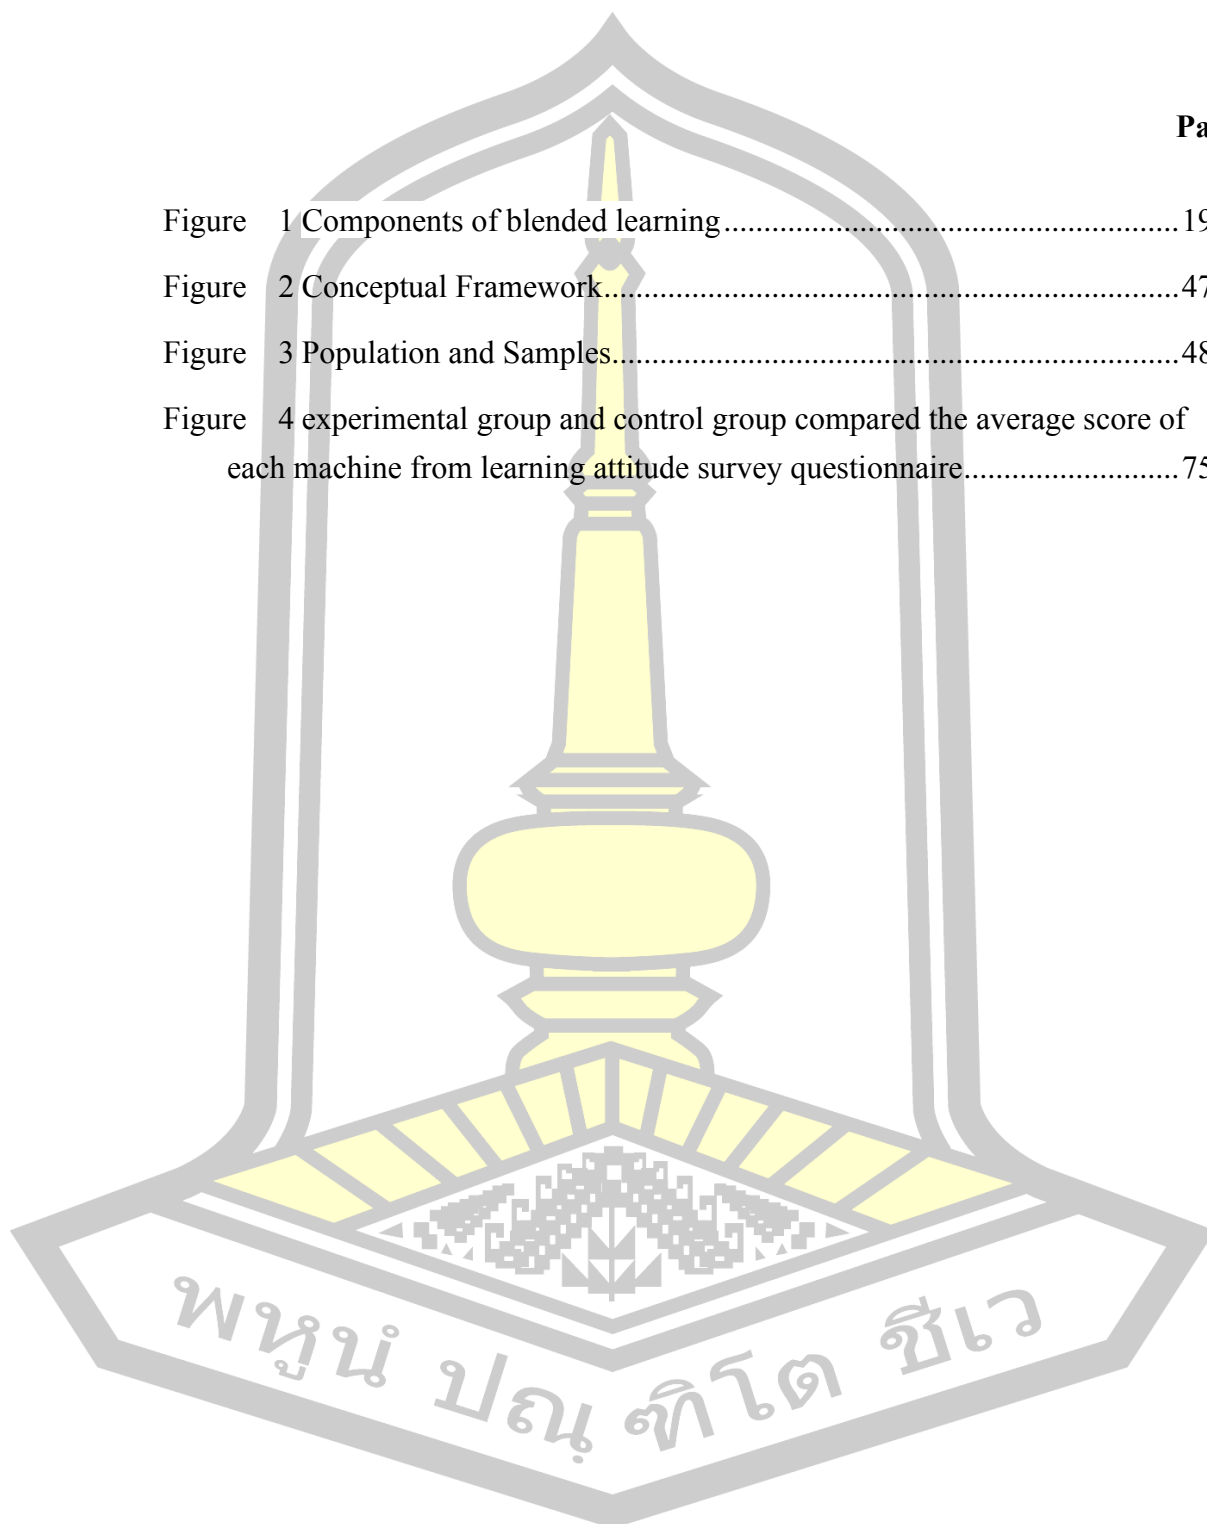 Pa
Figure 1 Components of blended learning................................................................19
Figure 2 Conceptual Framework................................................................47
Figure 3 Population and Samples................................................................48
Figure 4 experimental group and control group compared the average score of
each machine from learning attitude survey questionnaire...........................75
พหูนํ ปณฺฑิโต ชีเว